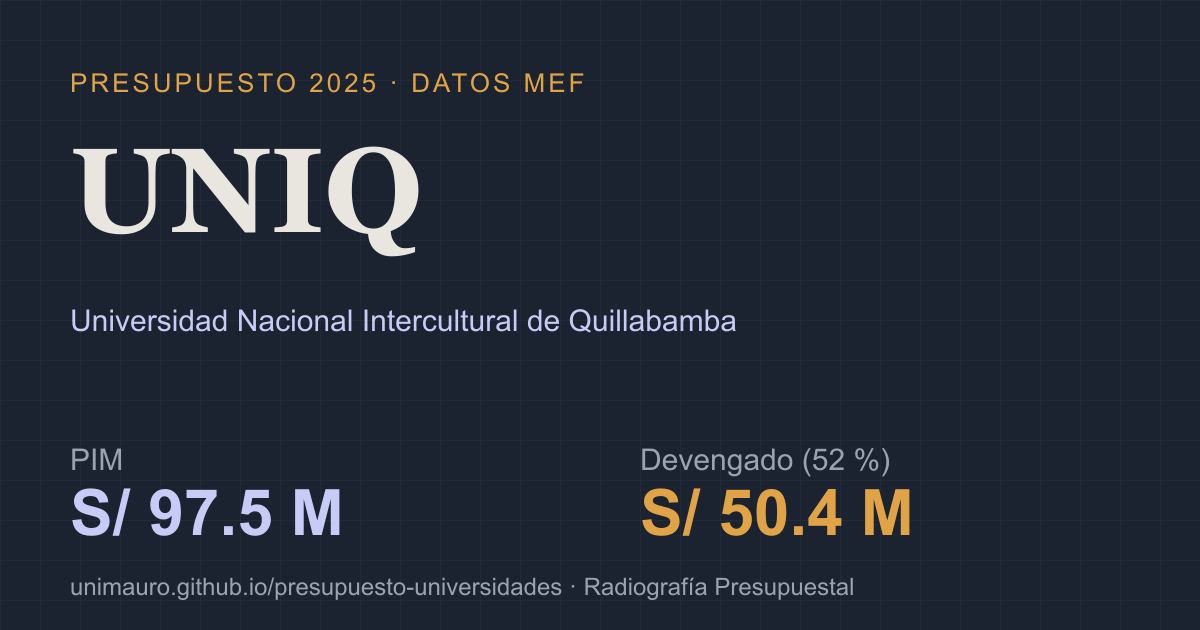 PRESUPUESTO 2025 · DATOS MEF
UNIQ
Universidad Nacional Intercultural de Quillabamba
PIM
S/ 97.5 M
Devengado (52 %)
S/ 50.4 M
unimauro.github.io/presupuesto-universidades · Radiografía Presupuestal